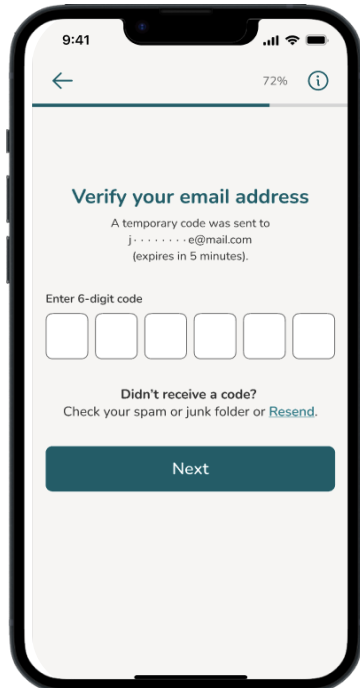 9:41
72%
Verify your email address
A temporary code was sent to
j········e@mail.com
(expires in 5 minutes).
Enter 6-digit code
Didn't receive a code?
Check your spam or junk folder or Resend.
Next